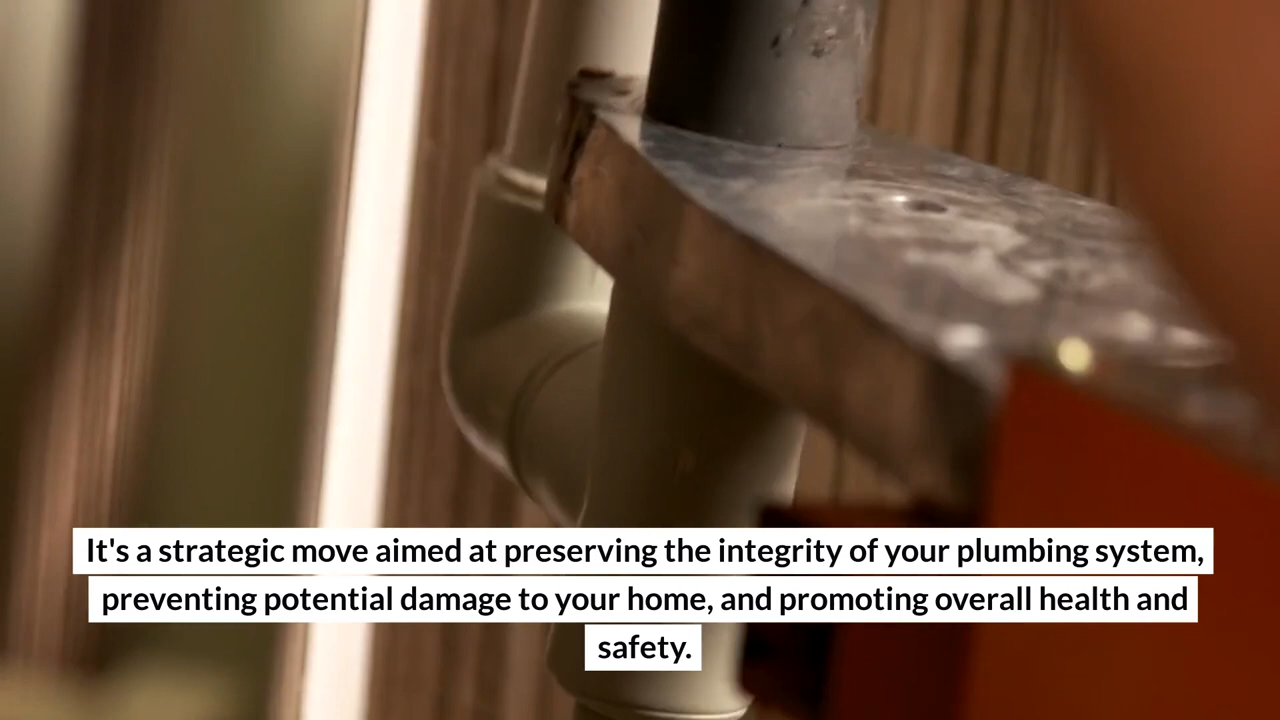 It's a strategic move aimed at preserving the integrity of your plumbing system,
preventing potential damage to your home, and promoting overall health and
safety.